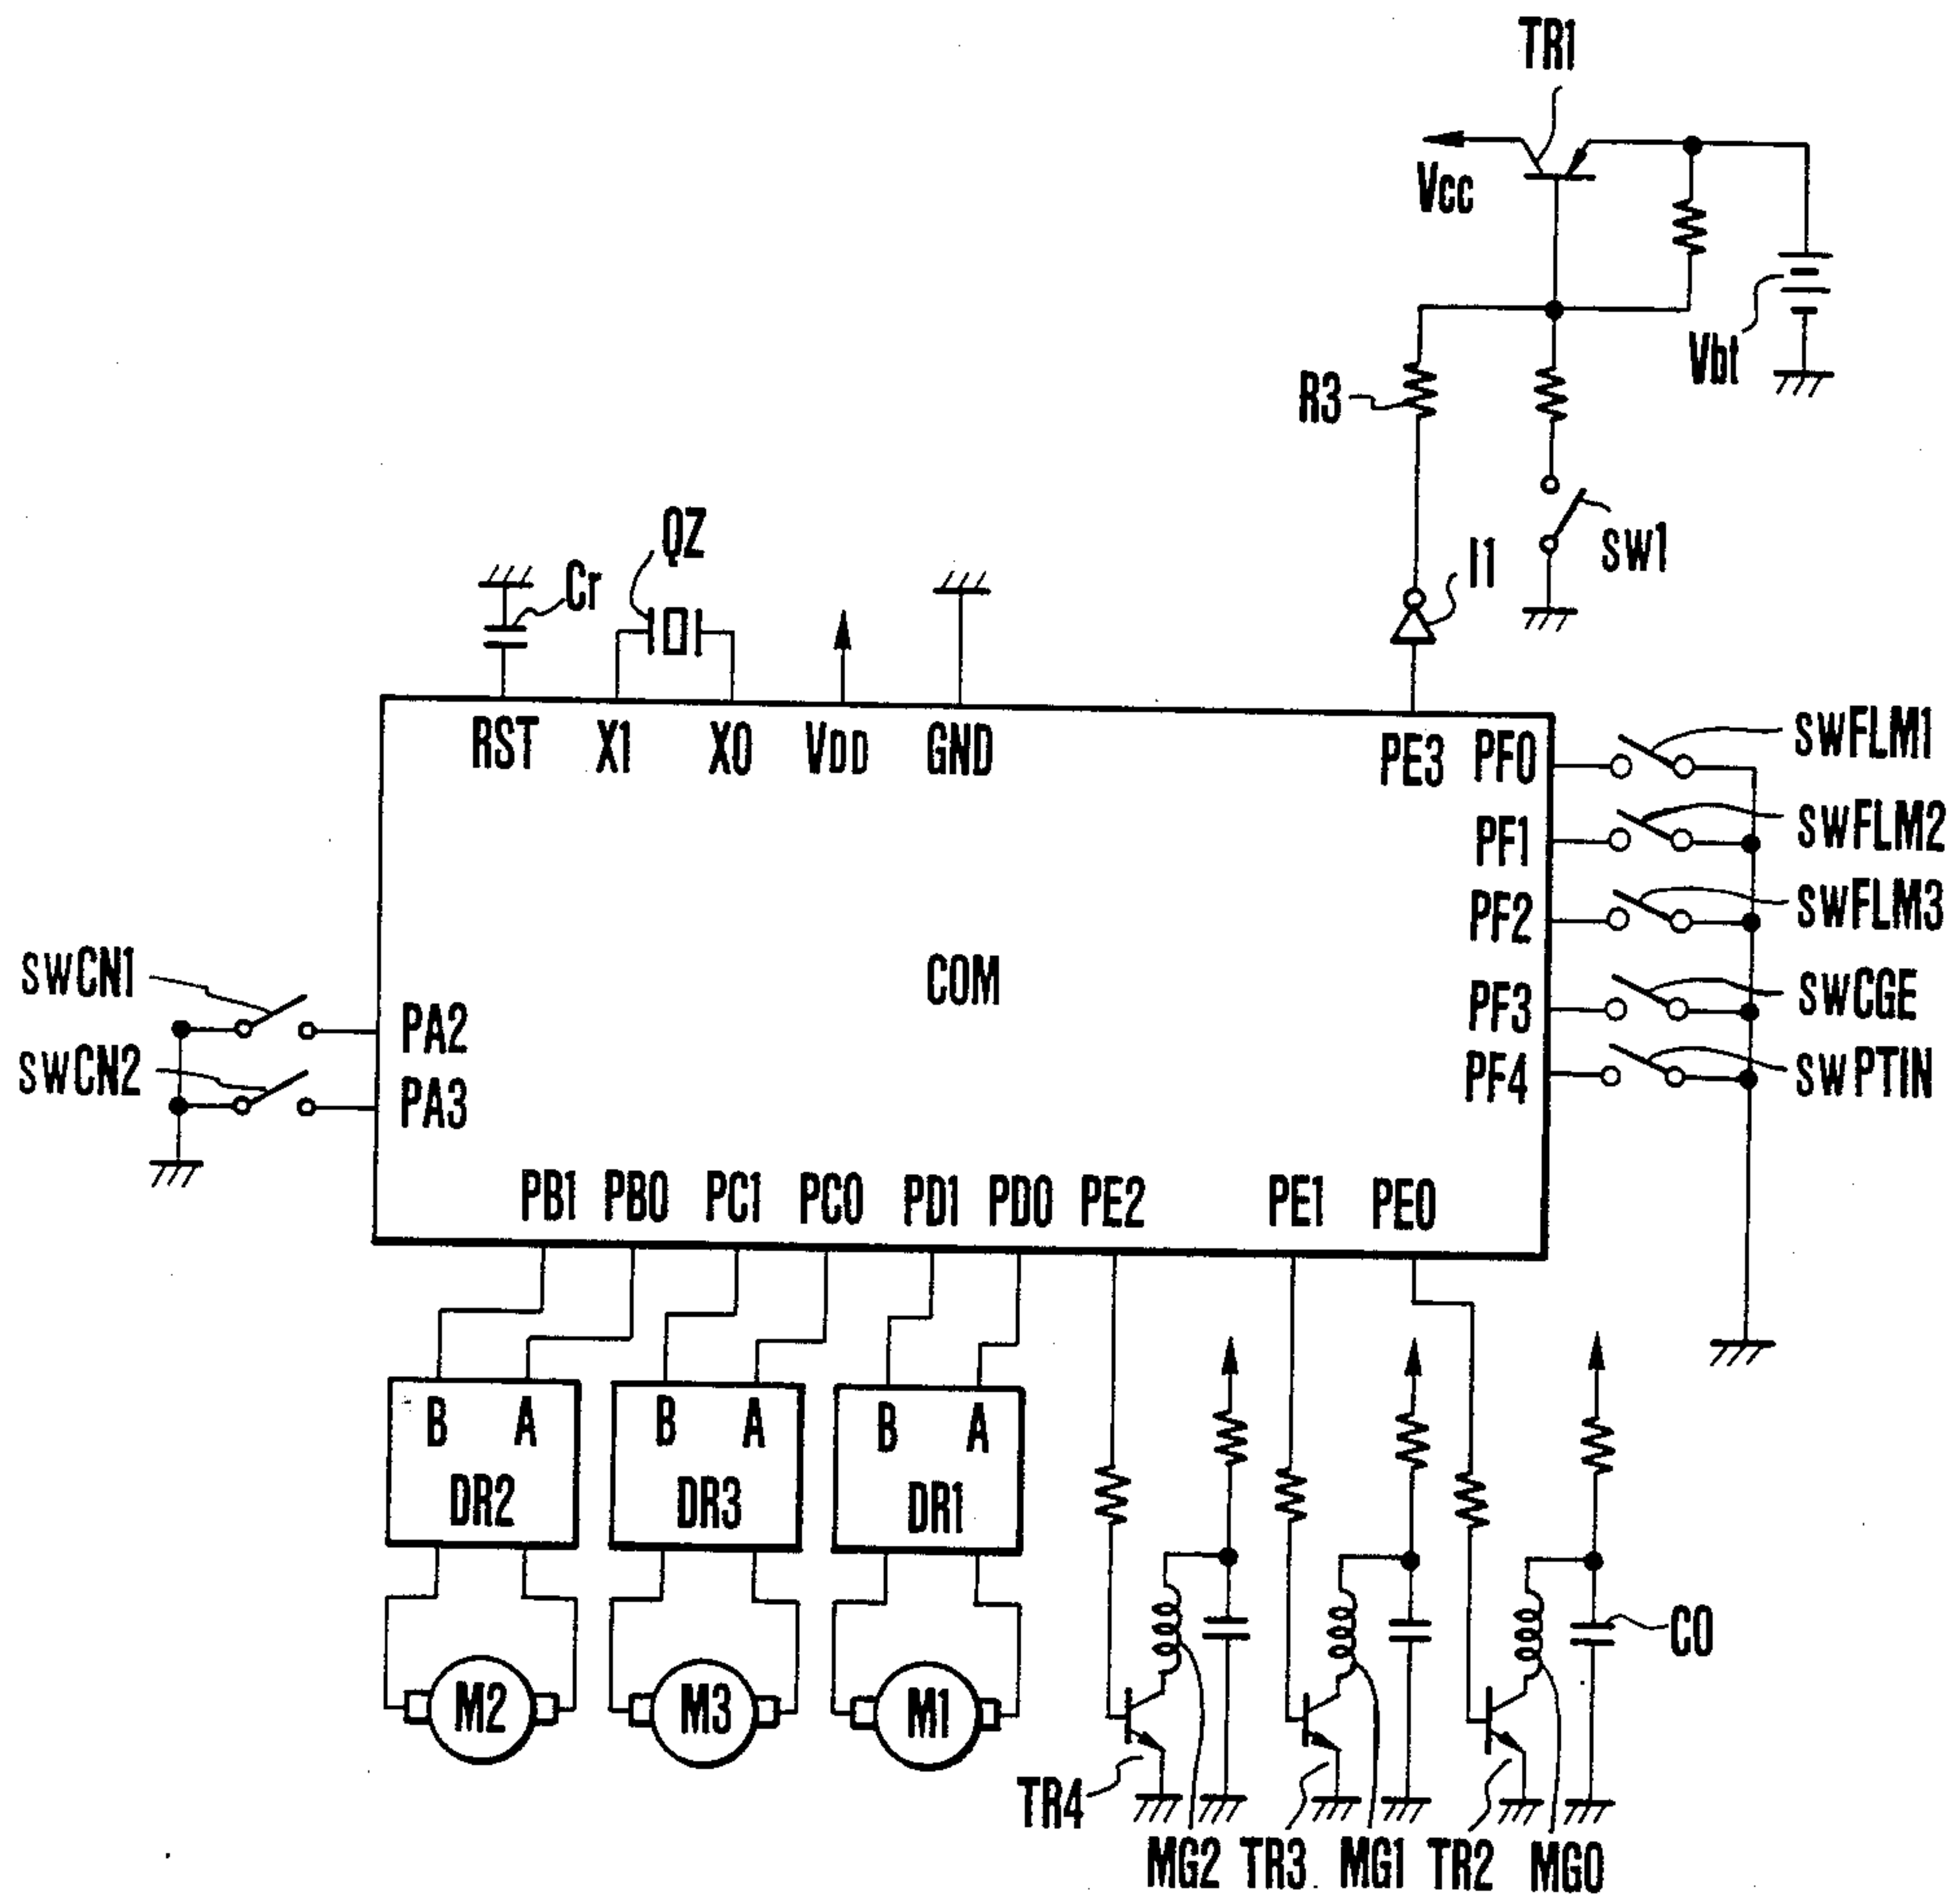 TR1
Vcc
Vbt
R3
sw1
I1
QZ
Cr
RST X1 X0 VDD GND PE3 PF0
swFLM1
PF1
swFLM2
PF2
swFLM3
COM
PF3
swCGE
PF4
swPTIN
swCN1
PA2
swCN2
PA3
PB1 PB0 PC1 PC0 PD1 PD0 PE2 PE1 PE0
B A B A B A
DR2 DR3 DR1
C0
M2 M3 M1
TR4
MG2 TR3 MG1 TR2 MG0